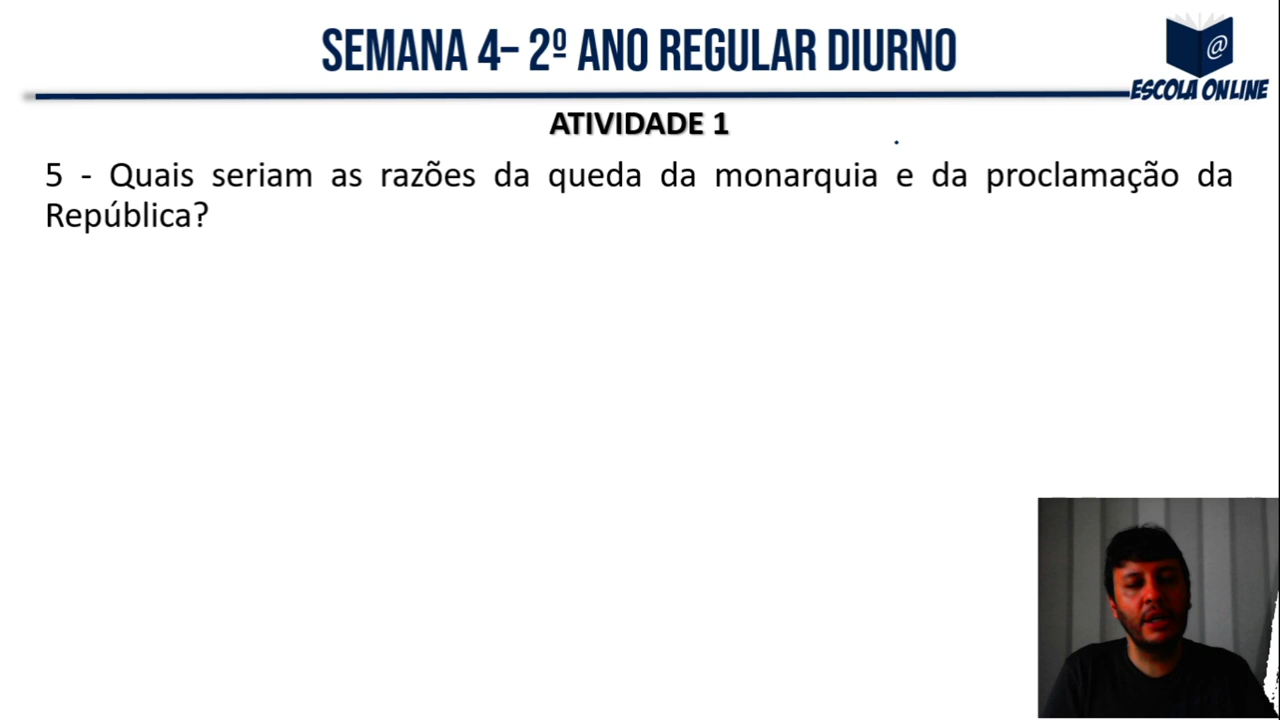 SEMANA 4– 2º ANO REGULAR DIURNO
@
ESCOLA ONLINE
ATIVIDADE 1
5 - Quais seriam as razões da queda da monarquia e da proclamação da
República?